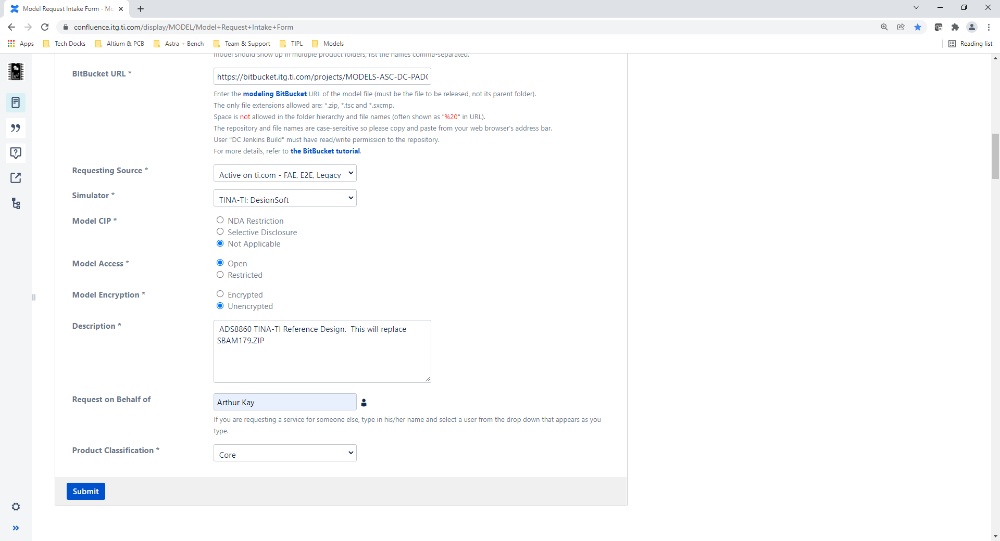 Model Request Intake Form - Mo
confluence.itg.ti.com/display/MODEL/Model+Request+Intake+Form
Apps Tech Docks Altium & PCB Astra + Bench Team & Support TIPL Models Reading list
model should show up in multiple product folders, list the names comma-separated.
BitBucket URL *
https://bitbucket.itg.ti.com/projects/MODELS-ASC-DC-PADC
Enter the modeling BitBucket URL of the model file (must be the file to be released, not its parent folder).
The only file extensions allowed are: *.zip, *.tsc and *.sxcmp.
Space is not allowed in the folder hierarchy and file names (often shown as "%20" in URL).
The repository and file names are case-sensitive so please copy and paste from your web browser's address bar.
User "DC Jenkins Build" must have read/write permission to the repository.
For more details, refer to the BitBucket tutorial.
Requesting Source *
Active on ti.com - FAE, E2E, Legacy
Simulator *
TINA-TI: DesignSoft
Model CIP *
NDA Restriction
Selective Disclosure
Not Applicable
Model Access *
Open
Restricted
Model Encryption *
Encrypted
Unencrypted
Description *
ADS8860 TINA-TI Reference Design.  This will replace
SBAM179.ZIP
Request on Behalf of
Arthur Kay
If you are requesting a service for someone else, type in his/her name and select a user from the drop down that appears as you
type.
Product Classification *
Core
Submit